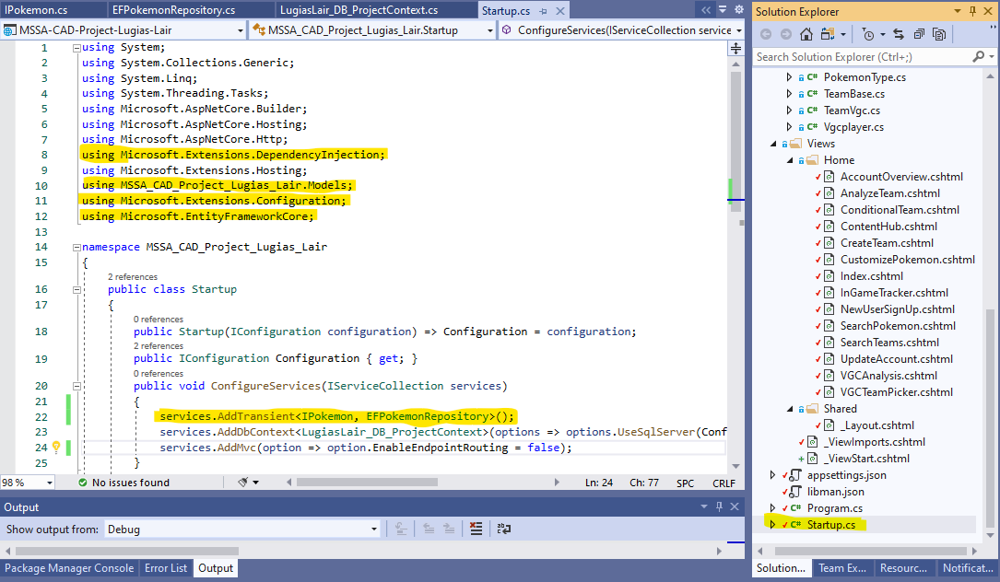 IPokemon.cs EFPokemonRepository.cs LugiasLair_DB_ProjectContext.cs Startup.cs
MSSA-CAD-Project-Lugias-Lair MSSA_CAD_Project_Lugias_Lair.Startup ConfigureServices(IServiceCollection service
1 using System;
2 using System.Collections.Generic;
3 using System.Linq;
4 using System.Threading.Tasks;
5 using Microsoft.AspNetCore.Builder;
6 using Microsoft.AspNetCore.Hosting;
7 using Microsoft.AspNetCore.Http;
8 using Microsoft.Extensions.DependencyInjection;
9 using Microsoft.Extensions.Hosting;
10 using MSSA_CAD_Project_Lugias_Lair.Models;
11 using Microsoft.Extensions.Configuration;
12 using Microsoft.EntityFrameworkCore;
13
14 namespace MSSA_CAD_Project_Lugias_Lair
15 {
2 references
16 public class Startup
17 {
0 references
18 public Startup(IConfiguration configuration) => Configuration = configuration;
2 references
19 public IConfiguration Configuration { get; }
0 references
20 public void ConfigureServices(IServiceCollection services)
21 {
22 services.AddTransient<IPokemon, EFPokemonRepository>();
23 services.AddDbContext<LugiasLair_DB_ProjectContext>(options => options.UseSqlServer(Conf
24 services.AddMvc(option => option.EnableEndpointRouting = false);
25 }
98 % No issues found Ln: 24 Ch: 77 SPC CRLF
Output
Show output from: Debug
Package Manager Console Error List Output
Solution Explorer
Search Solution Explorer (Ctrl+;)
C# PokemonType.cs
C# TeamBase.cs
C# TeamVgc.cs
C# Vgcplayer.cs
Views
Home
AccountOverview.cshtml
AnalyzeTeam.cshtml
ConditionalTeam.cshtml
ContentHub.cshtml
CreateTeam.cshtml
CustomizePokemon.cshtml
Index.cshtml
InGameTracker.cshtml
NewUserSignUp.cshtml
SearchPokemon.cshtml
SearchTeams.cshtml
UpdateAccount.cshtml
VGCAnalysis.cshtml
VGCTeamPicker.cshtml
Shared
_Layout.cshtml
_ViewImports.cshtml
_ViewStart.cshtml
appsettings.json
libman.json
C# Program.cs
C# Startup.cs
Solution... Team Ex... Resourc... Notificat...